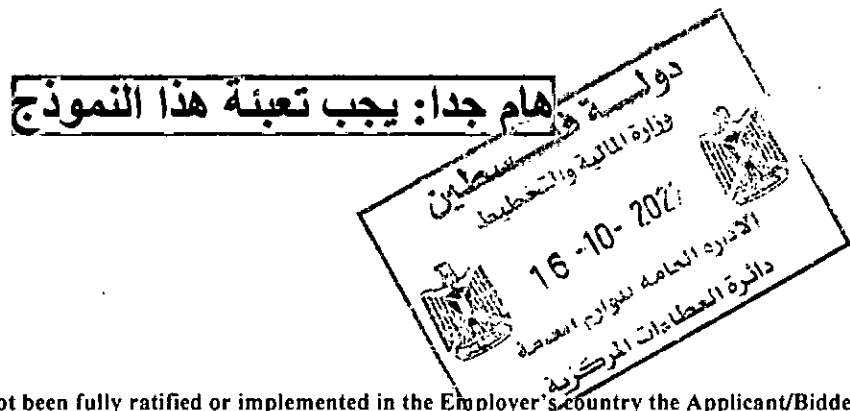 هام جدا: يجب تعبئة هذا النموذج
دولـــة فلسطين
وزارة المالية والتخطيط
16-10-202
الادارة العامة للوازم العامة
دائرة العطاءات المركزية
ot been fully ratified or implemented in the Employer's country the Applicant/Bidde